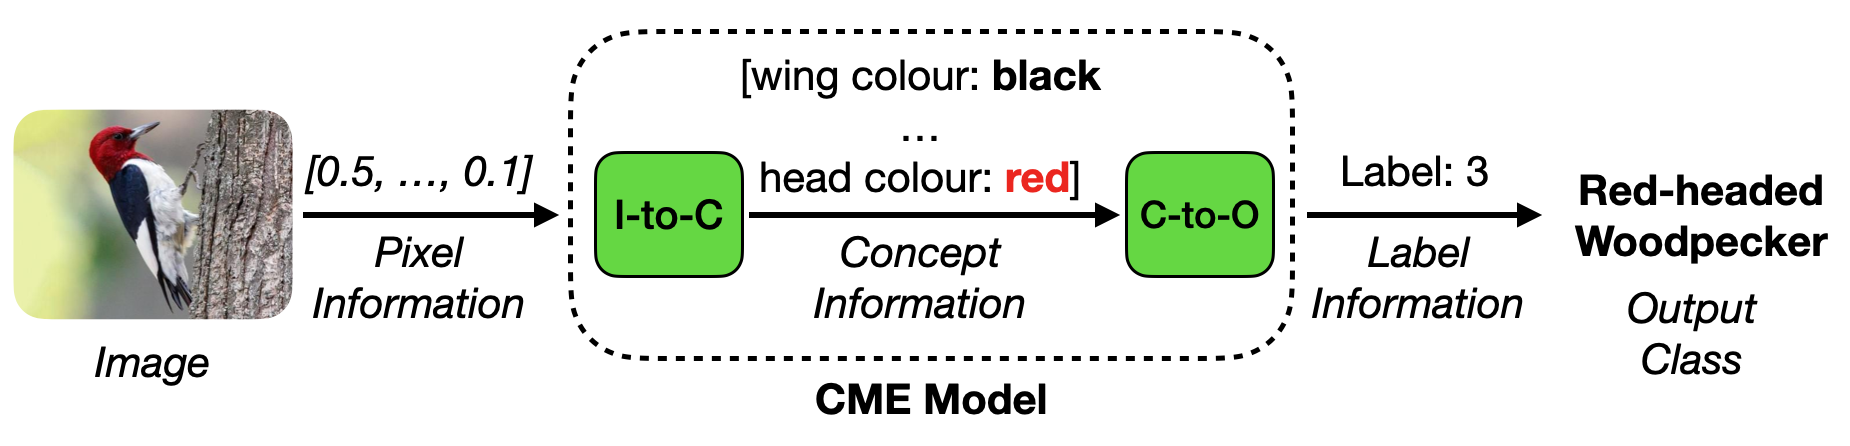 [0.5, ..., 0.1]
Pixel
Information
Image
[wing colour: black
...
head colour: red]
I-to-C
Concept
Information
C-to-O
CME Model
Label: 3
Label
Information
Red-headed
Woodpecker
Output
Class